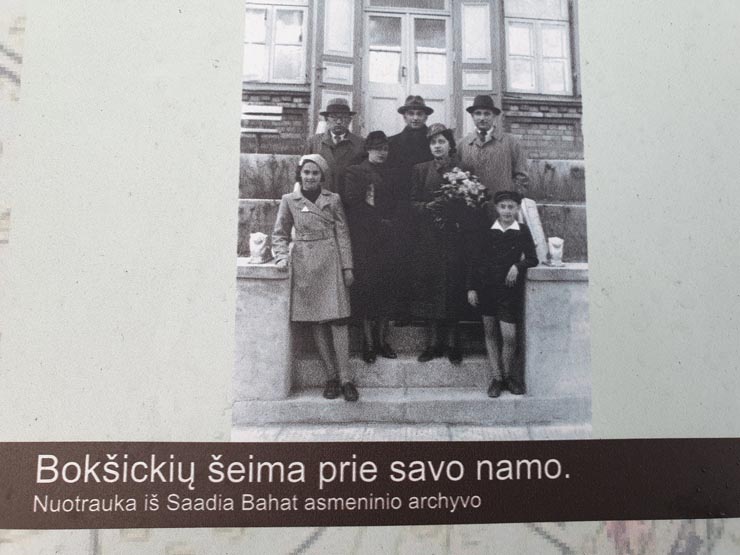 Bokšickių šeima prie savo namo.
Nuotrauka iš Saadia Bahat asmeninio archyvo